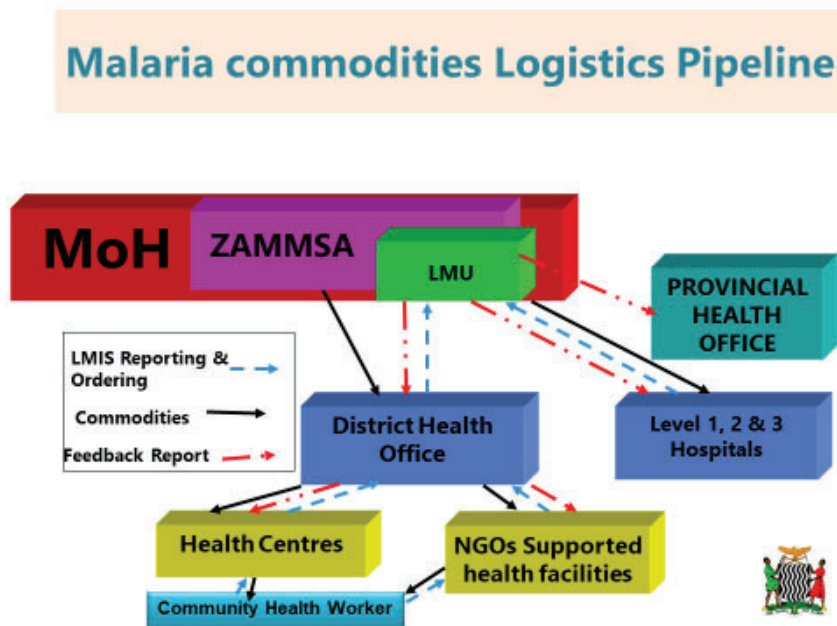 Malaria commodities Logistics Pipeline
MoH
ZAMMSA
LMU
PROVINCIAL
HEALTH
OFFICE
LMIS Reporting &
Ordering
Commodities
Feedback Report
District Health
Office
Level 1, 2 & 3
Hospitals
Health Centres
NGOs Supported
health facilities
Community Health Worker